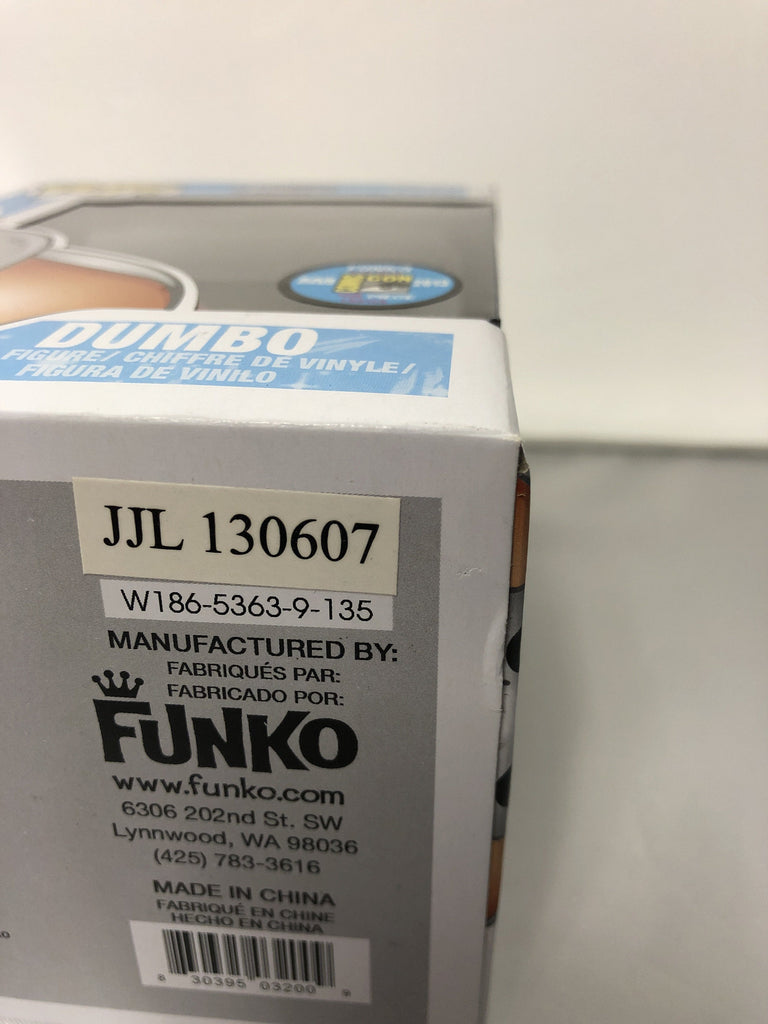 CON
DUMBO
FIGURE/ CHIFFRE DE VINYLE/
FIGURA DE VINILO
JJL 130607
W186-5363-9-135
MANUFACTURED BY:
FABRIQUÉS PAR:
FABRICADO POR:
FUNKO
www.funko.com
6306 202nd St. SW
Lynnwood, WA 98036
(425) 783-3616
MADE IN CHINA
FABRIQUÉ EN CHINE
HECHO EN CHINA
8 30395 03200 9